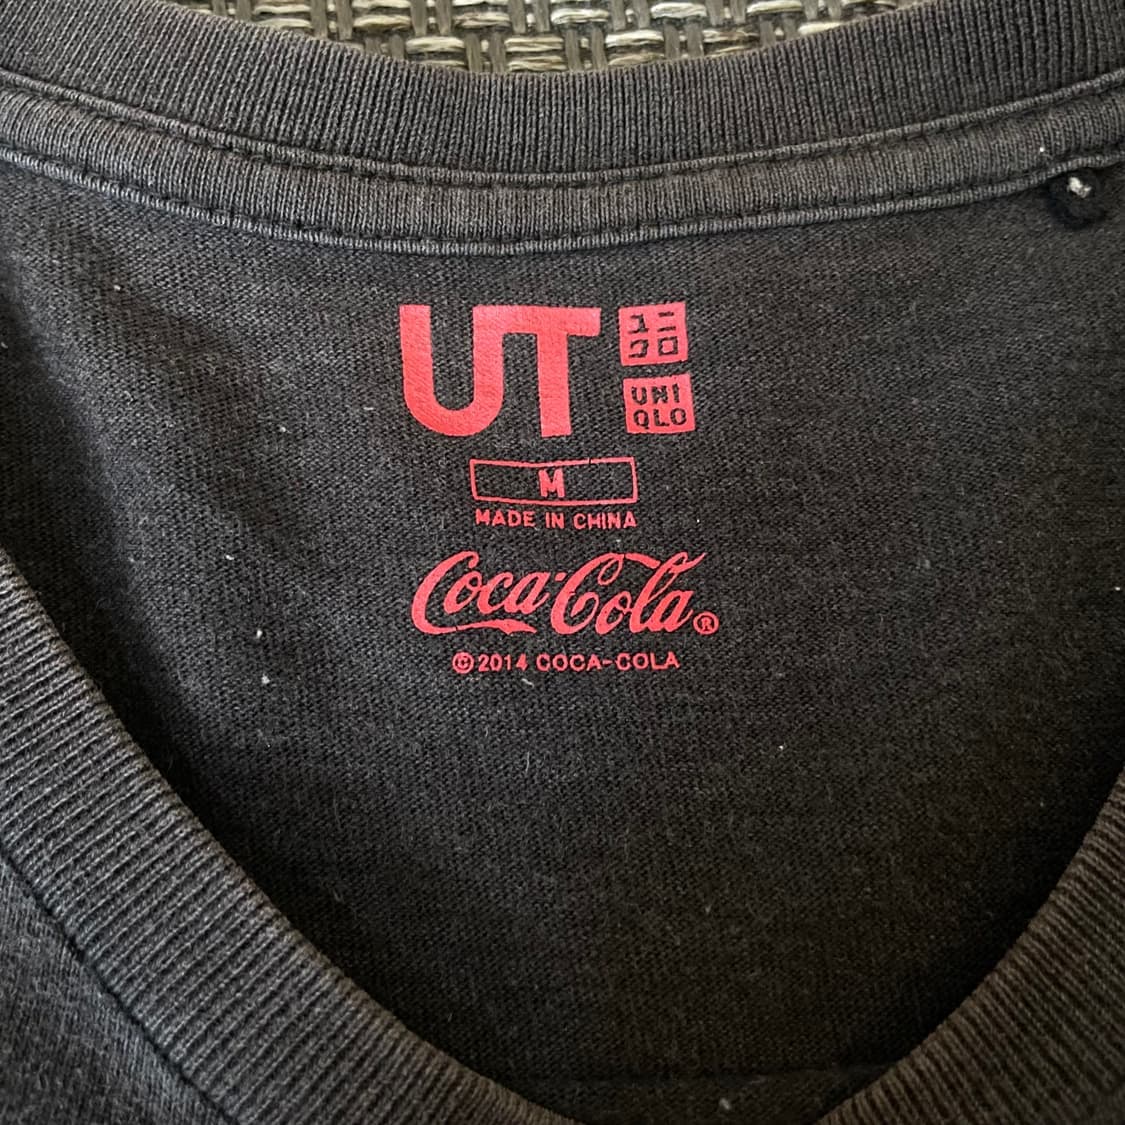 UT
ユニ
クロ
UNI
QLO
M
MADE IN CHINA
Coca-Cola®
©2014 COCA-COLA